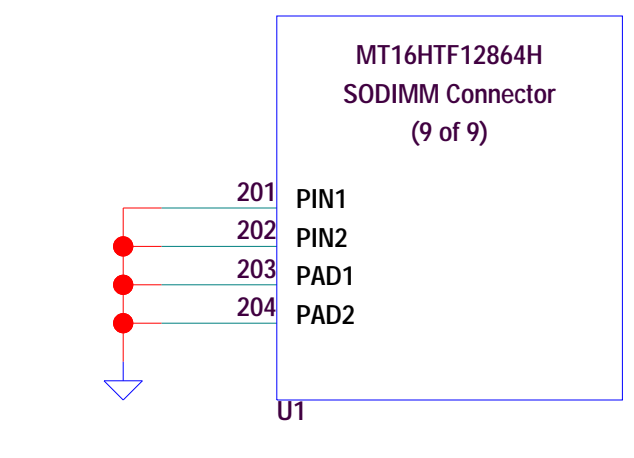 MT16HTF12864H
SODIMM Connector
(9 of 9)
201 PIN1
202 PIN2
203 PAD1
204 PAD2
U1